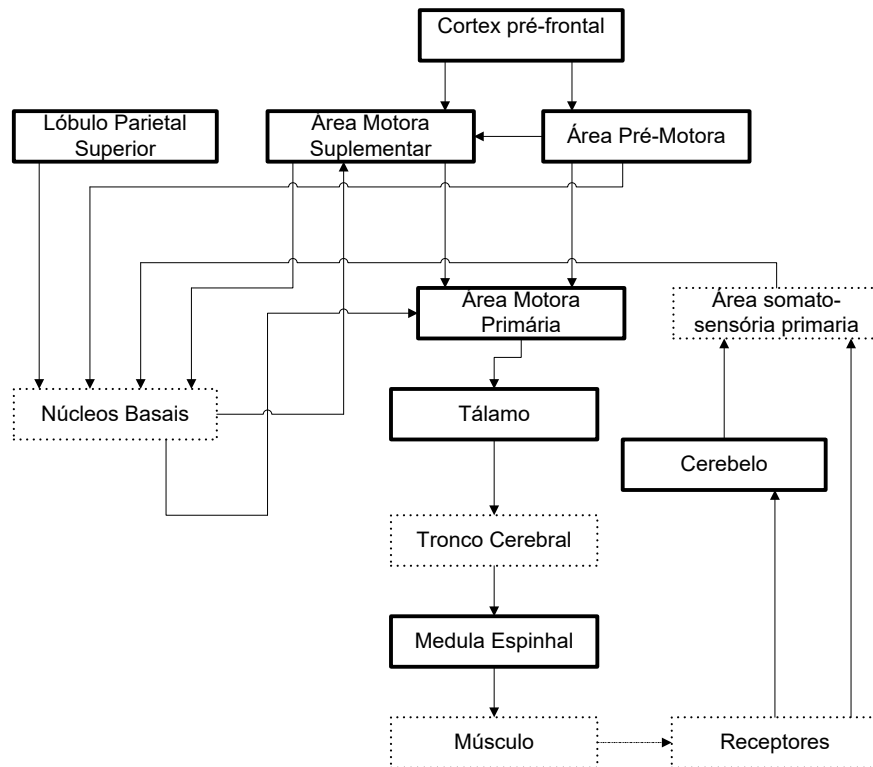 Cortex pré-frontal
Lóbulo Parietal
Superior
Área Motora
Suplementar
Área Pré-Motora
Área Motora
Primária
Área somato-
sensória primaria
Núcleos Basais
Tálamo
Cerebelo
Tronco Cerebral
Medula Espinhal
Músculo
Receptores